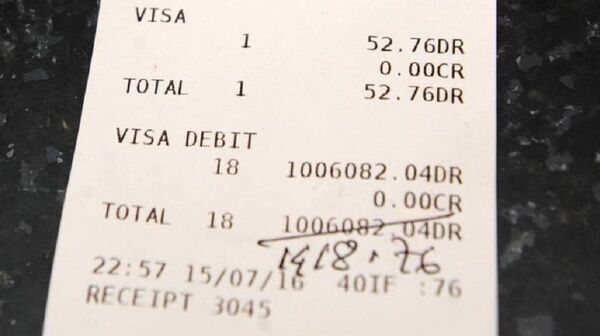 VISA
1 52.76DR
0.00CR
TOTAL 1 52.76DR
VISA DEBIT
18 1006082.04DR
0.00CR
TOTAL 18 1006082.04DR
1418.76
22:57 15/07/16 40IF :76
RECEIPT 3045